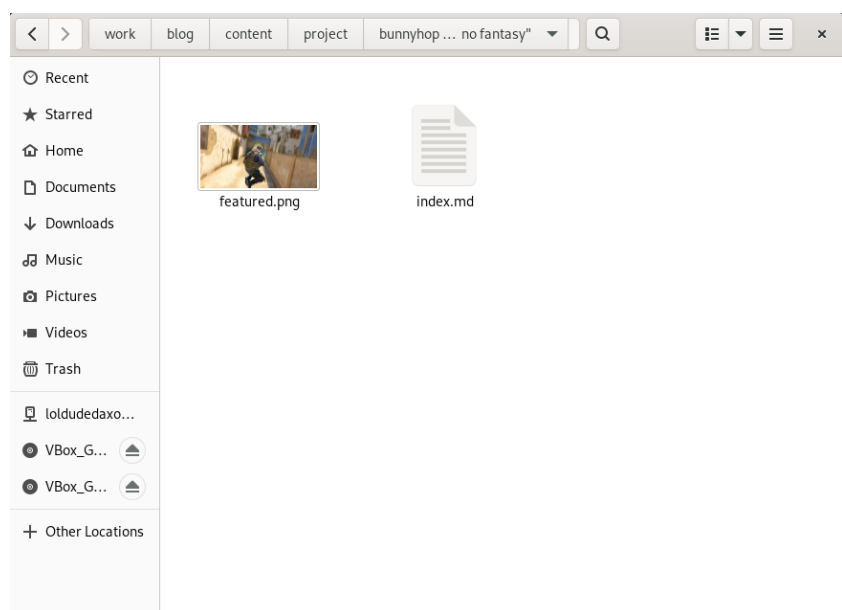 work blog content project bunnyhop ... no fantasy"
Recent
Starred
Home
Documents
Downloads
Music
Pictures
Videos
Trash
loldudedaxo...
VBox_G...
VBox_G...
Other Locations
featured.png index.md